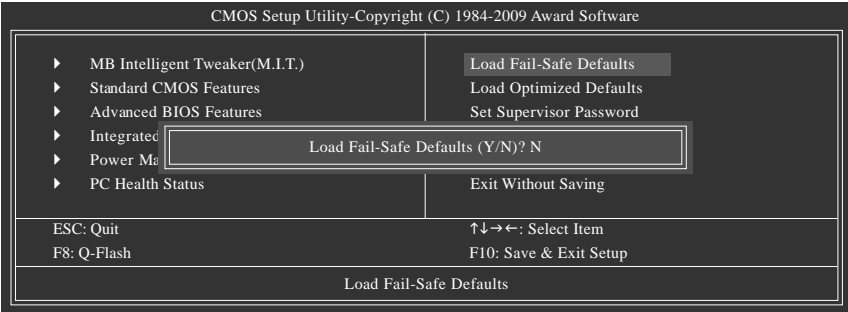 CMOS Setup Utility-Copyright (C) 1984-2009 Award Software
MB Intelligent Tweaker(M.I.T.)
Standard CMOS Features
Advanced BIOS Features
Integrated
Power Ma
PC Health Status
Load Fail-Safe Defaults
Load Optimized Defaults
Set Supervisor Password
Exit Without Saving
Load Fail-Safe Defaults (Y/N)? N
ESC: Quit
F8: Q-Flash
↑↓→←: Select Item
F10: Save & Exit Setup
Load Fail-Safe Defaults